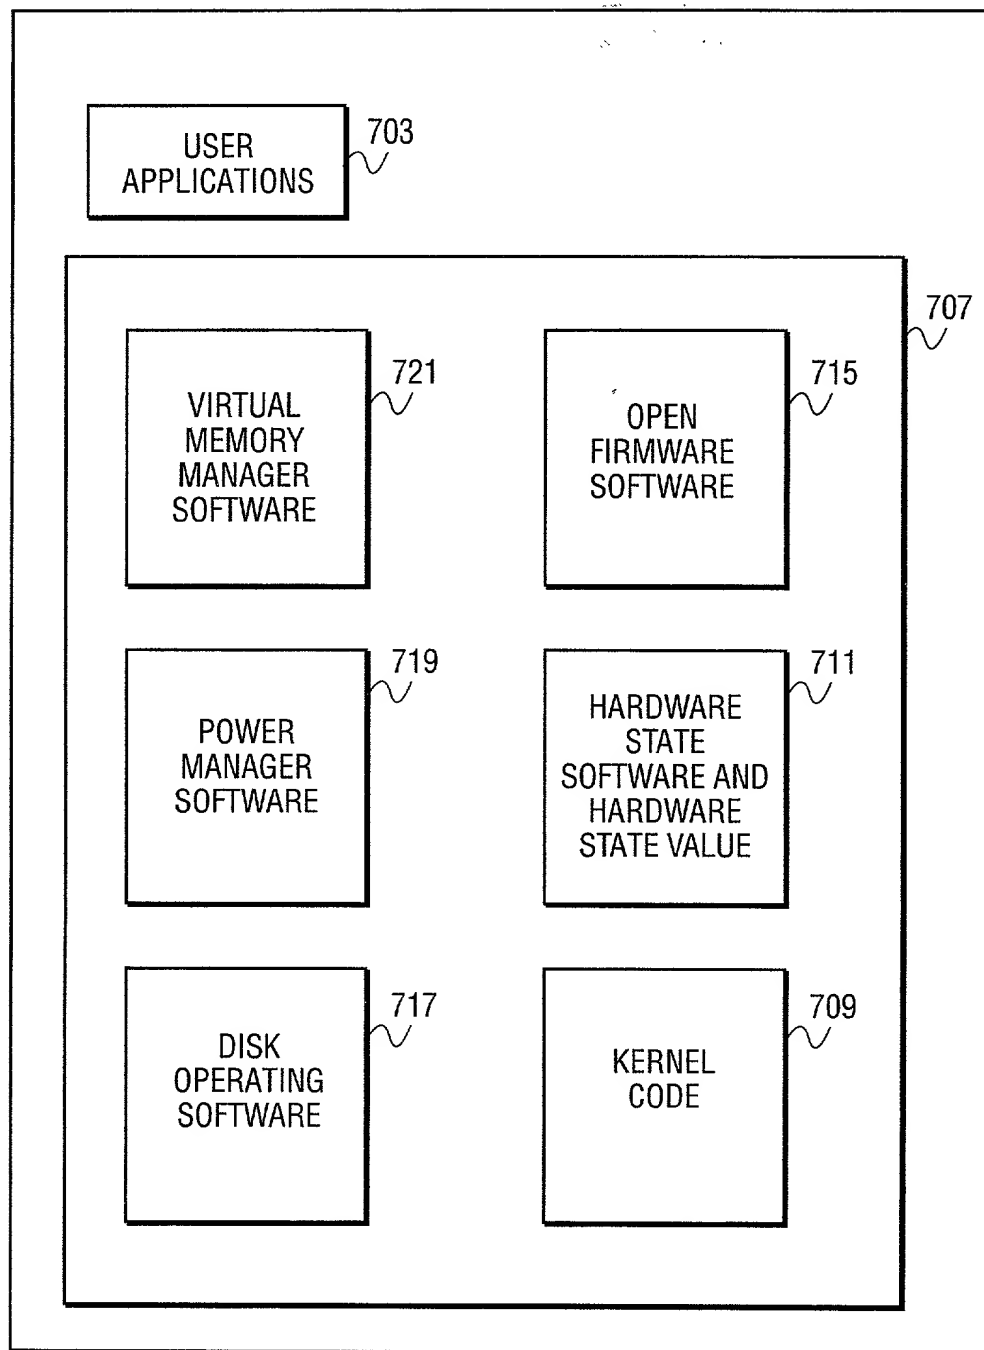 USER
APPLICATIONS
703
707
VIRTUAL
MEMORY
MANAGER
SOFTWARE
721
OPEN
FIRMWARE
SOFTWARE
715
POWER
MANAGER
SOFTWARE
719
HARDWARE
STATE
SOFTWARE AND
HARDWARE
STATE VALUE
711
DISK
OPERATING
SOFTWARE
717
KERNEL
CODE
709